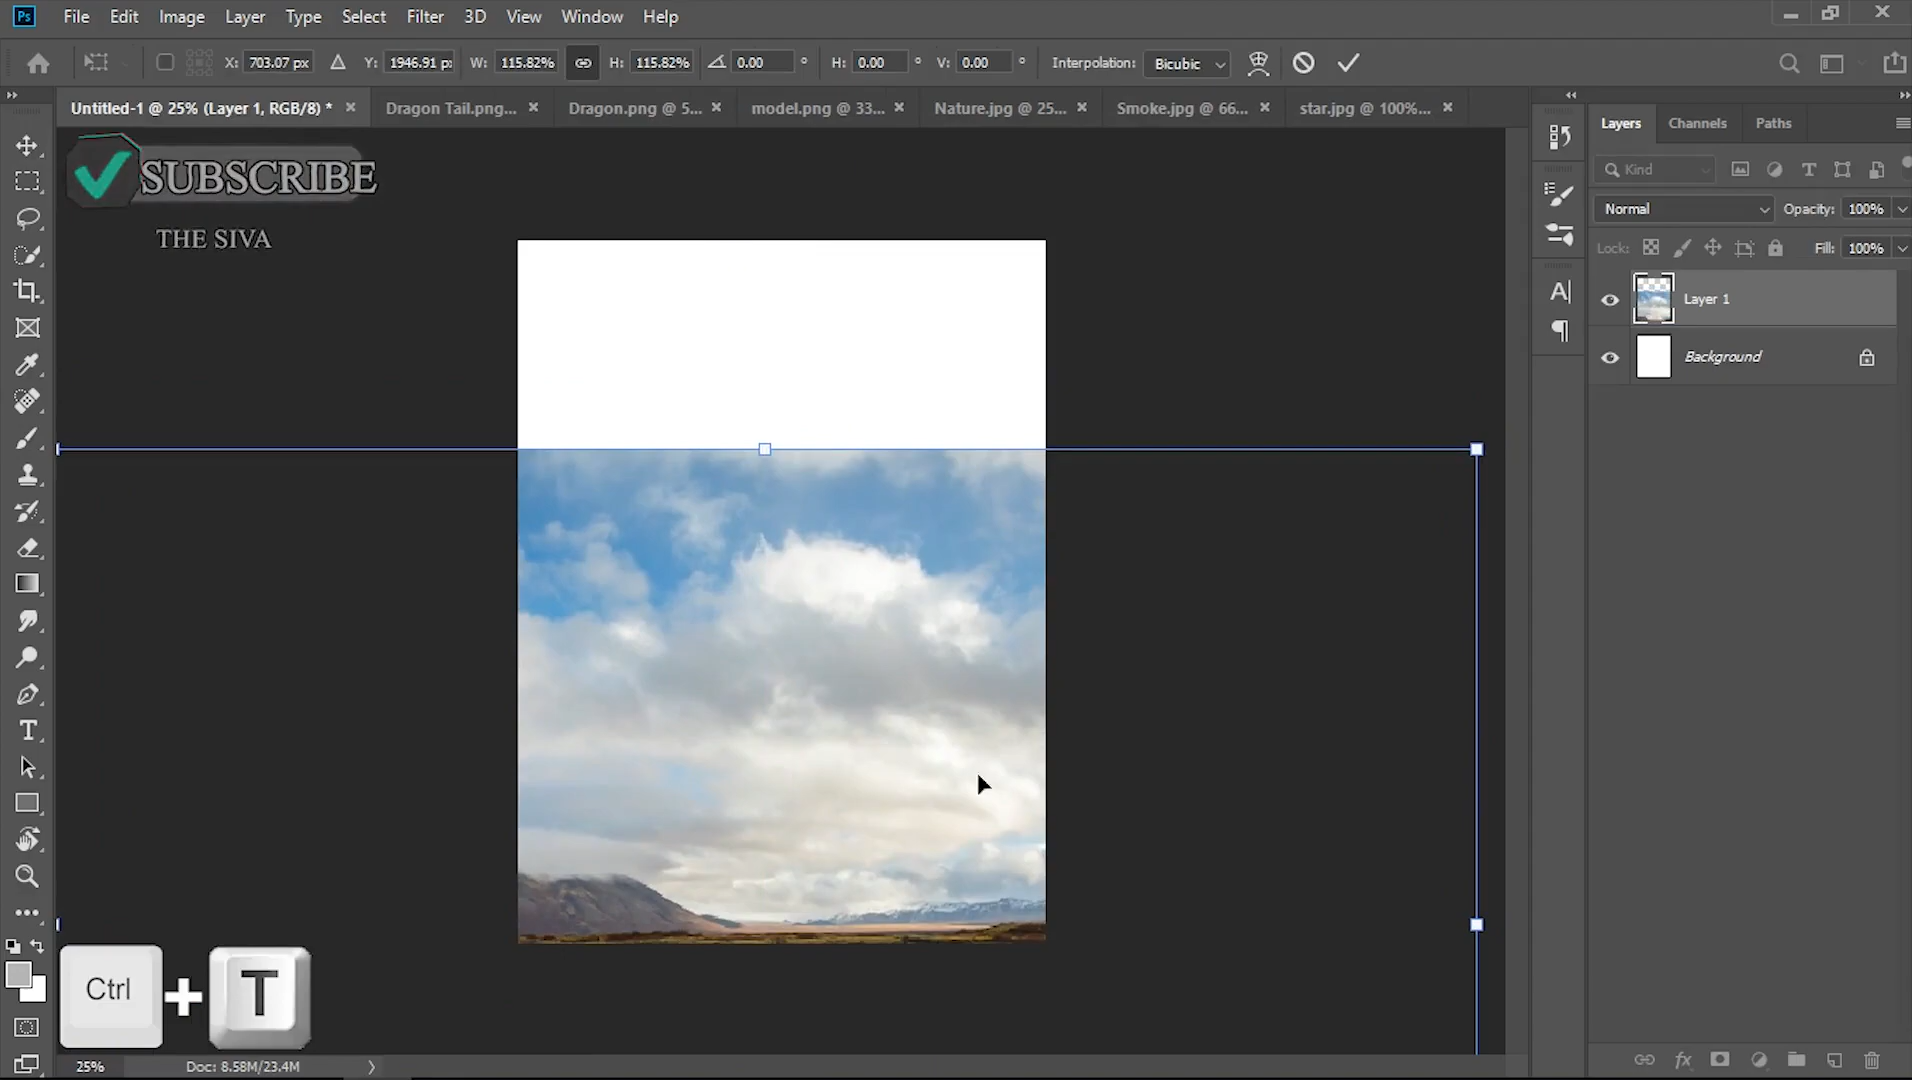 Ps File Edit Image Layer Type Select Filter 3D View Window Help
X: 703.07 px Y: 1946.91 px W: 115.82% H: 115.82% 0.00 ° H: 0.00 ° V: 0.00 ° Interpolation: Bicubic
Untitled-1 @ 25% (Layer 1, RGB/8) * Dragon Tail.png... Dragon.png @ 5... model.png @ 33... Nature.jpg @ 25... Smoke.jpg @ 66... star.jpg @ 100%...
Layers Channels Paths
SUBSCRIBE
THE SIVA
Kind
Normal Opacity: 100%
Lock: Fill: 100%
Layer 1
Background
Ctrl + T
25% Doc: 8.58M/23.4M